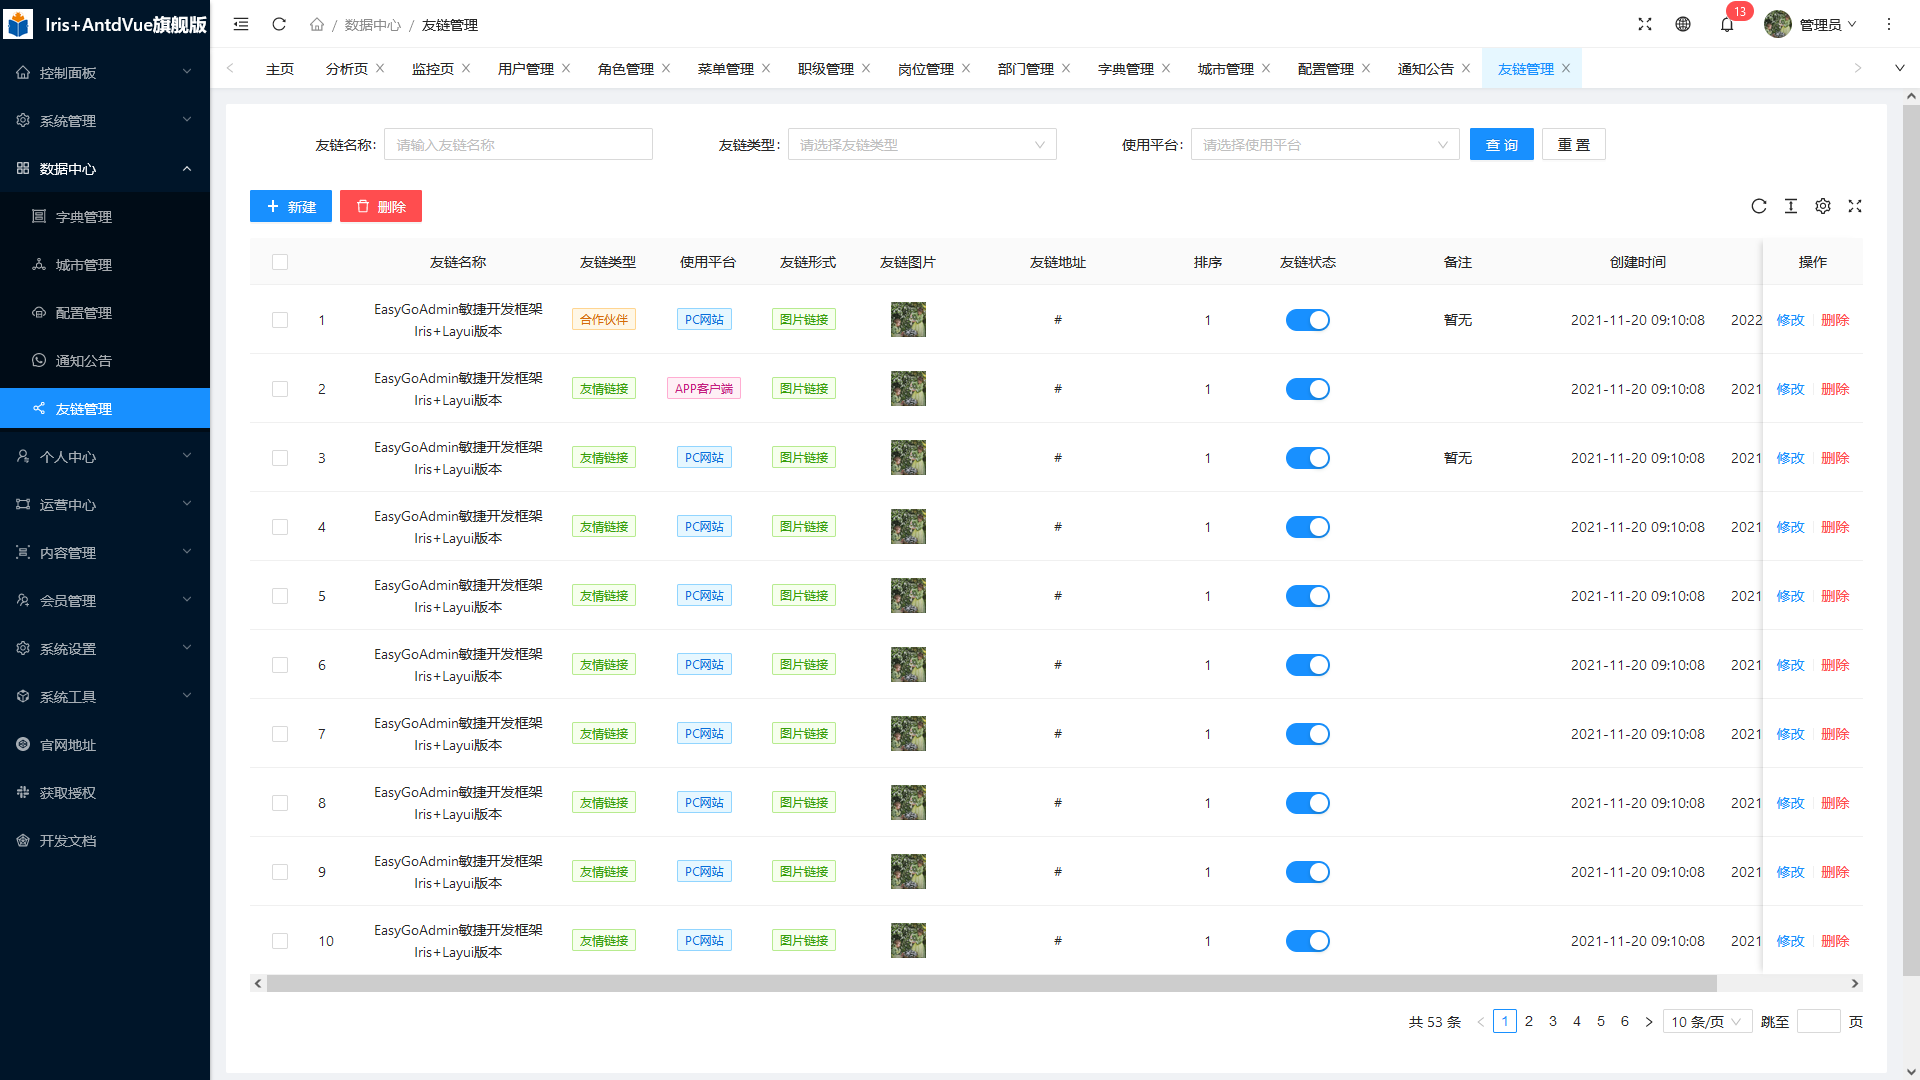 Iris+AntdVue旗舰版
控制面板
系统管理
数据中心
字典管理
城市管理
配置管理
通知公告
友链管理
个人中心
运营中心
内容管理
会员管理
系统设置
系统工具
官网地址
获取授权
开发文档
/ 数据中心 / 友链管理
13
管理员
主页 分析页 监控页 用户管理 角色管理 菜单管理 职级管理 岗位管理 部门管理 字典管理 城市管理 配置管理 通知公告 友链管理
友链名称: 请输入友链名称 友链类型: 请选择友链类型 使用平台: 请选择使用平台 查 询 重 置
新建 删除
友链名称 友链类型 使用平台 友链形式 友链图片 友链地址 排序 友链状态 备注 创建时间 操作
1 EasyGoAdmin敏捷开发框架 合作伙伴 PC网站 图片链接 # 1 暂无 2021-11-20 09:10:08 2022 修改 删除
Iris+Layui版本
2 EasyGoAdmin敏捷开发框架 友情链接 APP客户端 图片链接 # 1 2021-11-20 09:10:08 2021 修改 删除
Iris+Layui版本
3 EasyGoAdmin敏捷开发框架 友情链接 PC网站 图片链接 # 1 暂无 2021-11-20 09:10:08 2021 修改 删除
Iris+Layui版本
4 EasyGoAdmin敏捷开发框架 友情链接 PC网站 图片链接 # 1 2021-11-20 09:10:08 2021 修改 删除
Iris+Layui版本
5 EasyGoAdmin敏捷开发框架 友情链接 PC网站 图片链接 # 1 2021-11-20 09:10:08 2021 修改 删除
Iris+Layui版本
6 EasyGoAdmin敏捷开发框架 友情链接 PC网站 图片链接 # 1 2021-11-20 09:10:08 2021 修改 删除
Iris+Layui版本
7 EasyGoAdmin敏捷开发框架 友情链接 PC网站 图片链接 # 1 2021-11-20 09:10:08 2021 修改 删除
Iris+Layui版本
8 EasyGoAdmin敏捷开发框架 友情链接 PC网站 图片链接 # 1 2021-11-20 09:10:08 2021 修改 删除
Iris+Layui版本
9 EasyGoAdmin敏捷开发框架 友情链接 PC网站 图片链接 # 1 2021-11-20 09:10:08 2021 修改 删除
Iris+Layui版本
10 EasyGoAdmin敏捷开发框架 友情链接 PC网站 图片链接 # 1 2021-11-20 09:10:08 2021 修改 删除
Iris+Layui版本
共 53 条 1 2 3 4 5 6 10 条/页 跳至 页